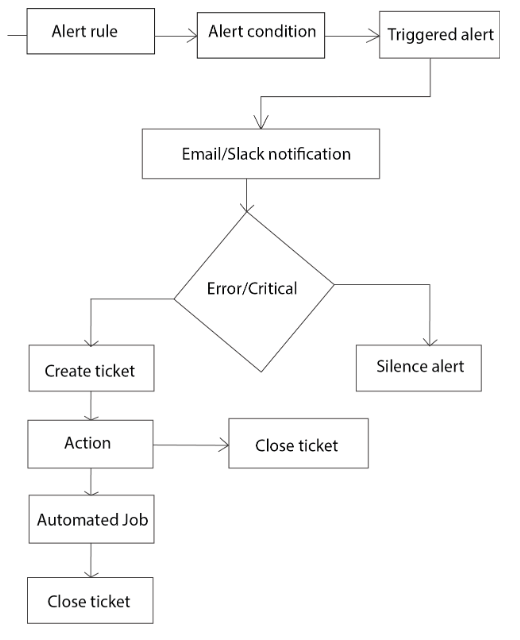 Alert rule
Alert condition
Triggered alert
Email/Slack notification
Error/Critical
Create ticket
Silence alert
Action
Close ticket
Automated Job
Close ticket